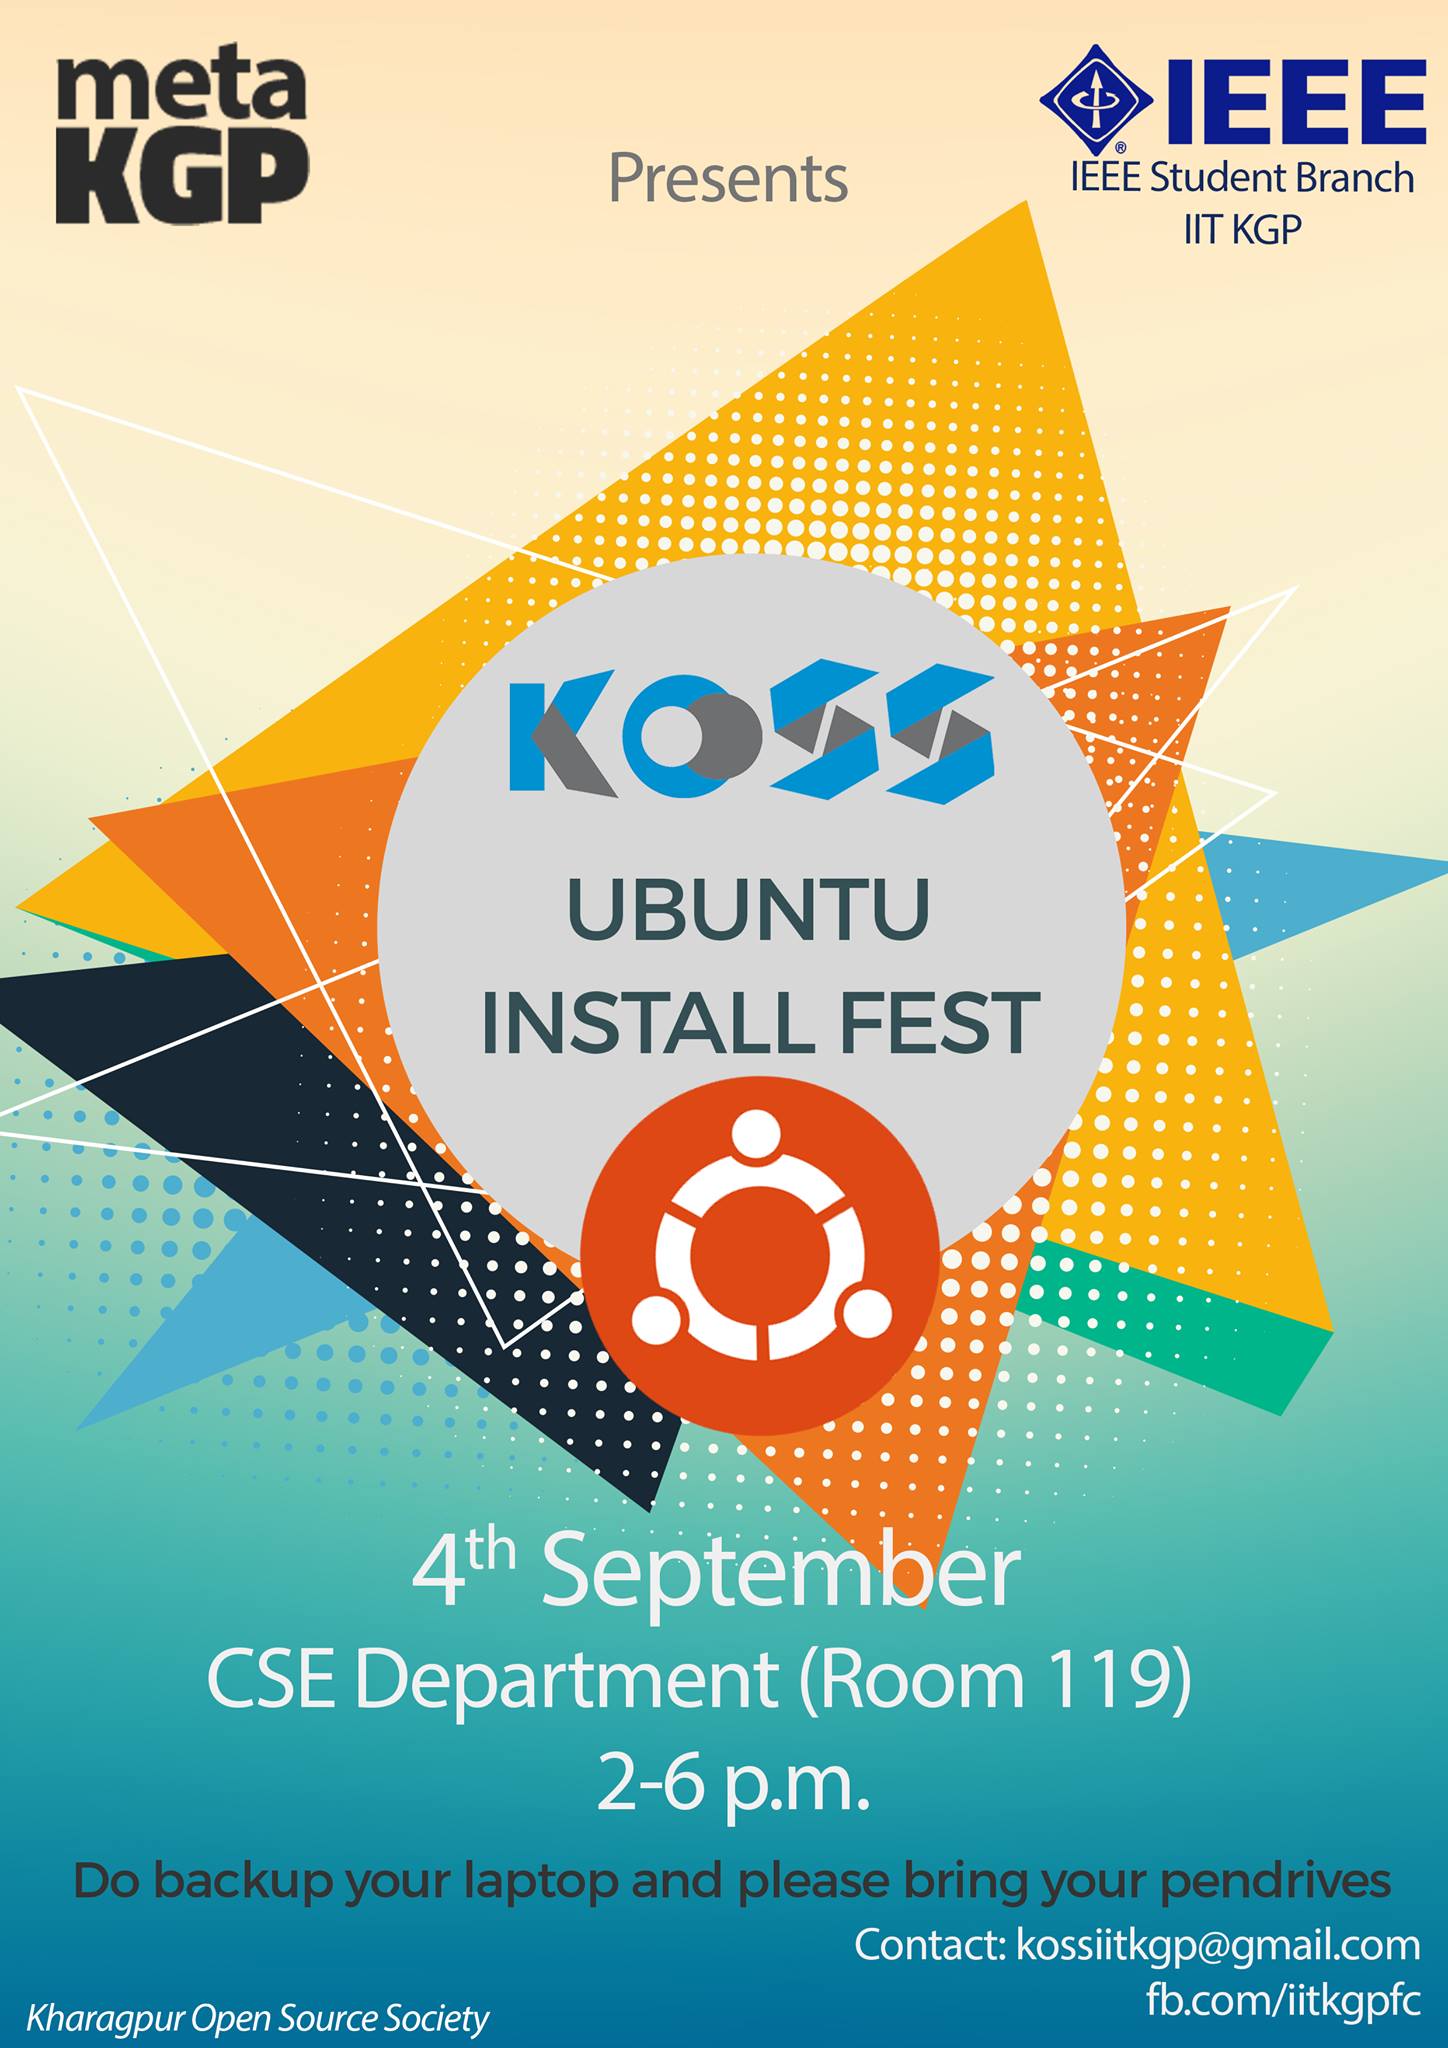 meta
KGP
Presents
IEEE
IEEE Student Branch
IIT KGP
KOSS
UBUNTU
INSTALL FEST
4th September
CSE Department (Room 119)
2-6 p.m.
Do backup your laptop and please bring your pendrives
Contact: kossiitkgp@gmail.com
fb.com/iitkgpfc
Kharagpur Open Source Society